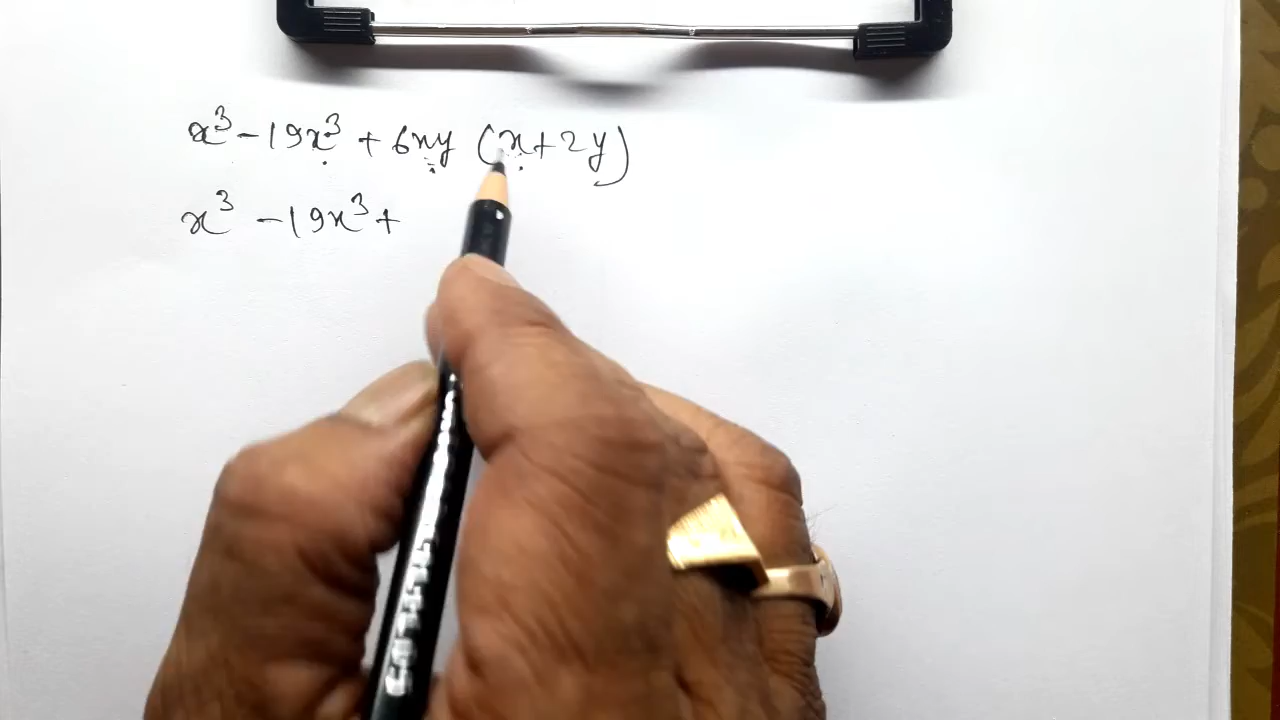 x³ - 19x³ + 6xy (x + 2y)
x³ - 19x³ +